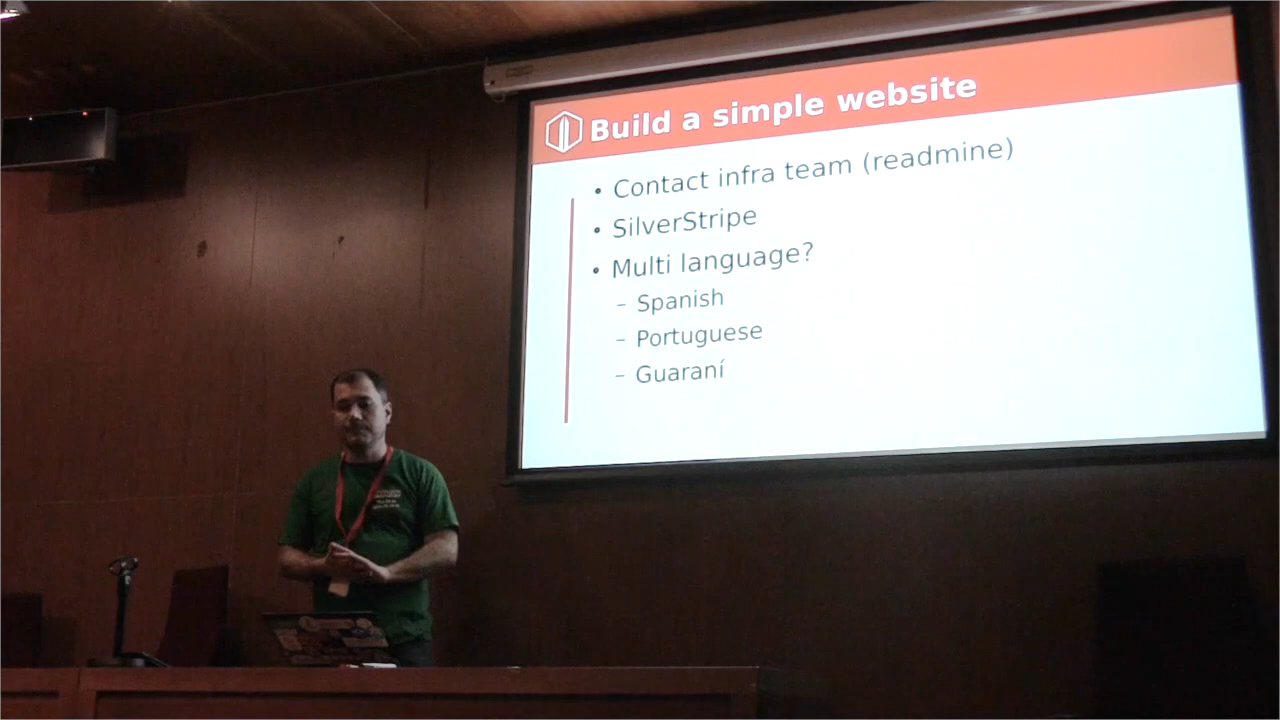 Build a simple website
• Contact infra team (readmine)
• SilverStripe
• Multi language?
– Spanish
– Portuguese
– Guaraní